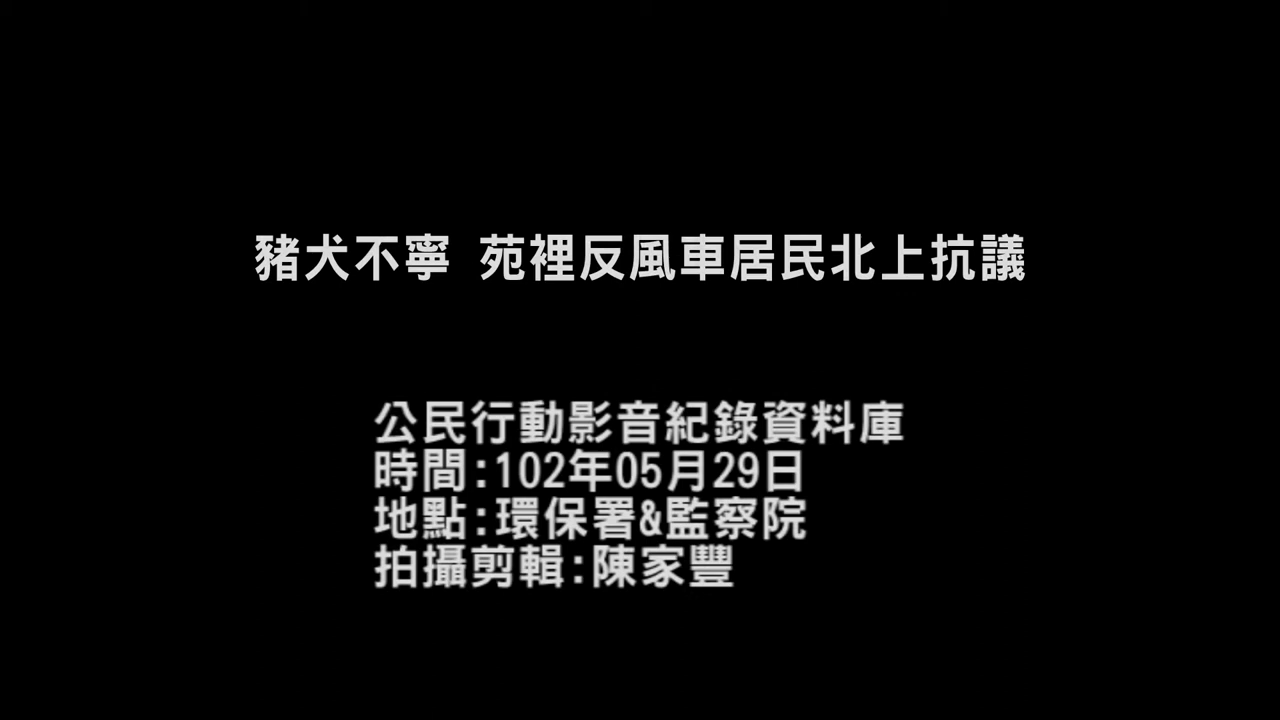 豬犬不寧 苑裡反風車居民北上抗議
公民行動影音紀錄資料庫
時間:102年05月29日
地點:環保署&監察院
拍攝剪輯:陳家豐